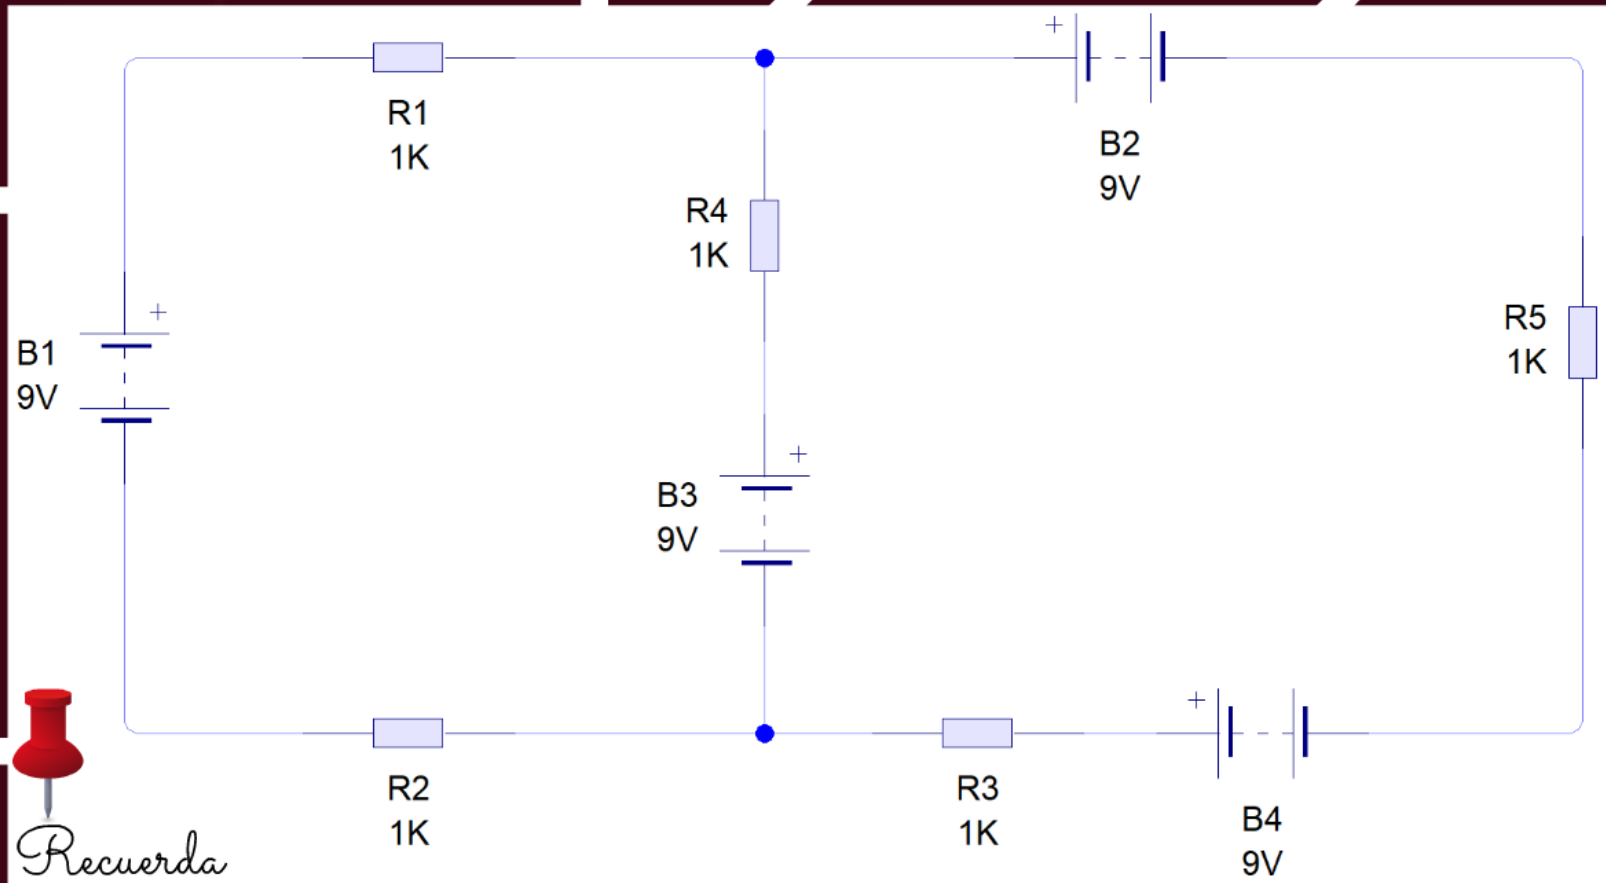 +
R1
1K
B2
9V
R4
1K
+
B1
9V
R5
1K
+
B3
9V
+
R2
1K
R3
1K
B4
9V
Recuerda